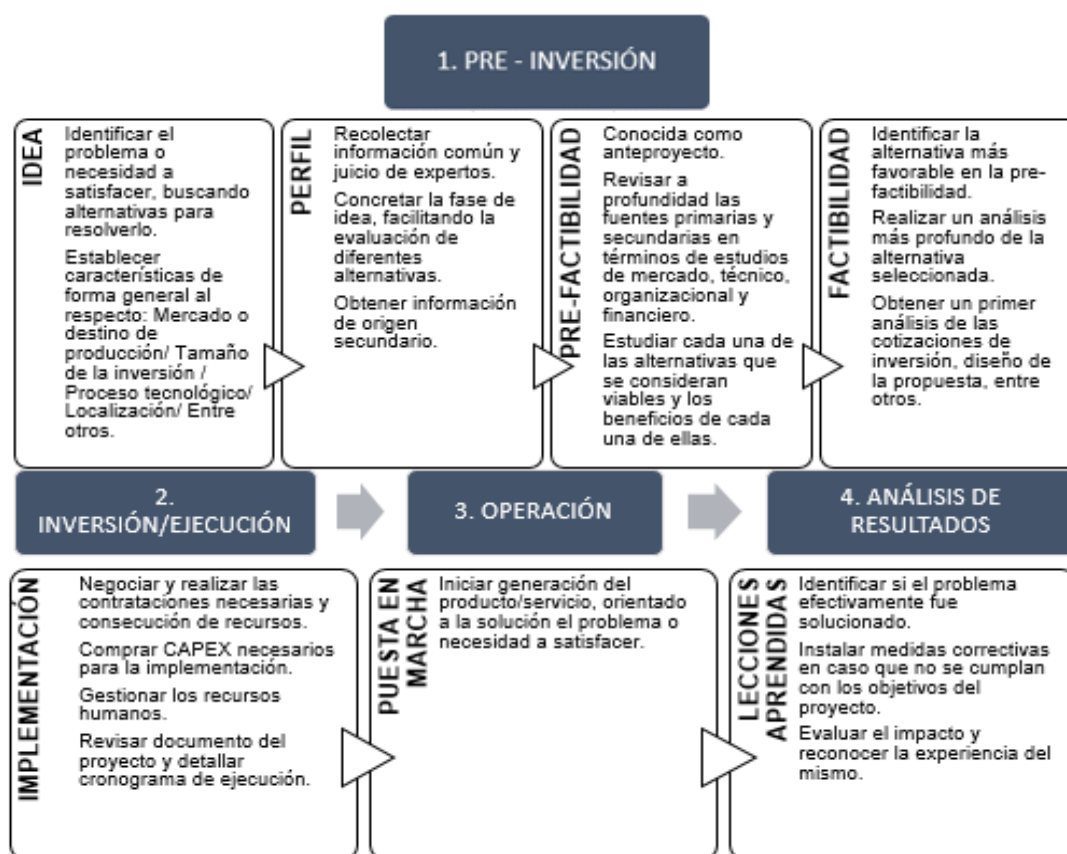 1. PRE - INVERSIÓN
IDEA
Identificar el
problema o
necesidad a
satisfacer, buscando
alternativas para
resolverlo.
Establecer
características de
forma general al
respecto: Mercado o
destino de
producción/ Tamaño
de la inversión /
Proceso tecnológico/
Localización/ Entre
otros.
PERFIL
Recolectar
información común y
juicio de expertos.
Concretar la fase de
idea, facilitando la
evaluación de
diferentes
alternativas.
Obtener información
de origen
secundario.
PRE-FACTIBILIDAD
Conocida como
anteproyecto.
Revisar a
profundidad las
fuentes primarias y
secundarias en
términos de estudios
de mercado, técnico,
organizacional y
financiero.
Estudiar cada una de
las alternativas que
se consideran
viables y los
beneficios de cada
una de ellas.
FACTIBILIDAD
Identificar la
alternativa más
favorable en la pre-
factibilidad.
Realizar un análisis
más profundo de la
alternativa
seleccionada.
Obtener un primer
análisis de las
cotizaciones de
inversión, diseño de
la propuesta, entre
otros.
2.
INVERSIÓN/EJECUCIÓN
3. OPERACIÓN
4. ANÁLISIS DE
RESULTADOS
IMPLEMENTACIÓN
Negociar y realizar las
contrataciones necesarias y
consecución de recursos.
Comprar CAPEX necesarios
para la implementación.
Gestionar los recursos
humanos.
Revisar documento del
proyecto y detallar
cronograma de ejecución.
PUESTA EN
MARCHA
Iniciar generación del
producto/servicio, orientado
a la solución el problema o
necesidad a satisfacer.
LECCIONES
APRENDIDAS
Identificar si el problema
efectivamente fue
solucionado.
Instalar medidas correctivas
en caso que no se cumplan
con los objetivos del
proyecto.
Evaluar el impacto y
reconocer la experiencia del
mismo.